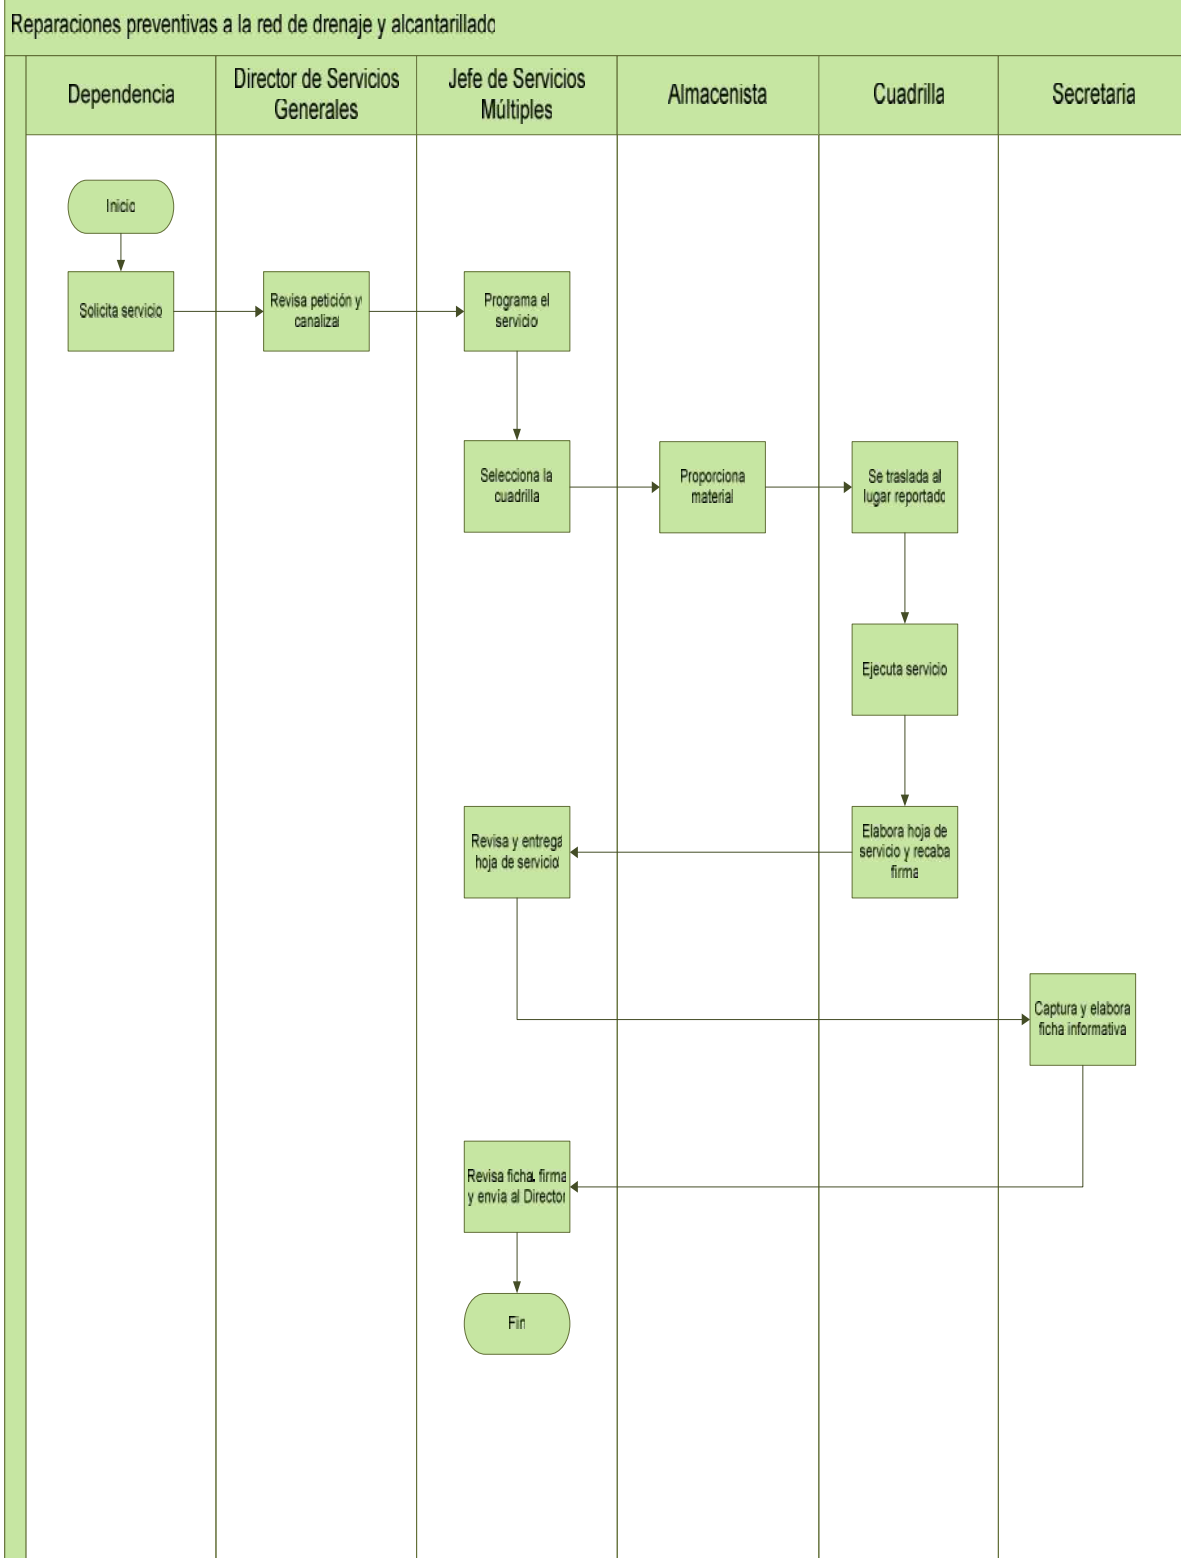 Reparaciones preventivas a la red de drenaje y alcantarillado
Dependencia
Director de Servicios
Generales
Jefe de Servicios
Múltiples
Almacenista
Cuadrilla
Secretaria
Inicio
Solicita servicio
Revisa petición y
canaliza
Programa el
servicio
Selecciona la
cuadrilla
Proporciona
material
Se traslada al
lugar reportado
Ejecuta servicio
Elabora hoja de
servicio y recaba
firma
Revisa y entrega
hoja de servicio
Captura y elabora
ficha informativa
Revisa ficha, firma
y envía al Director
Fin